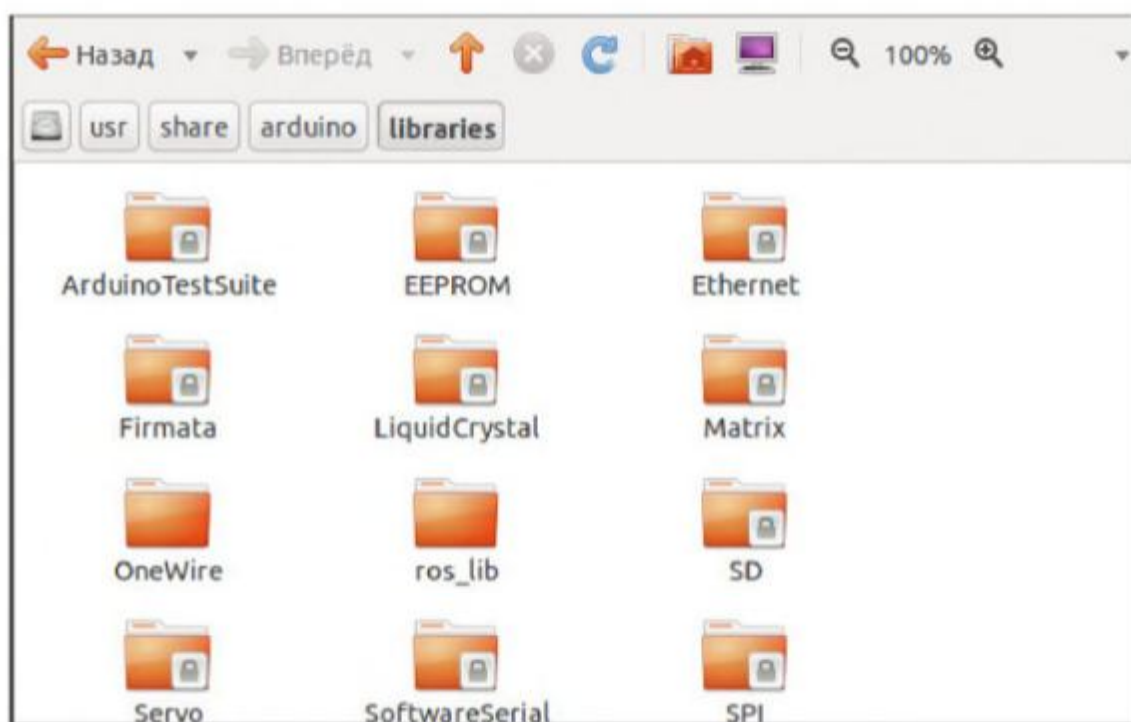 Назад Вперёд 100%
usr share arduino libraries
ArduinoTestSuite EEPROM Ethernet
Firmata LiquidCrystal Matrix
OneWire ros_lib SD
Servo SoftwareSerial SPI